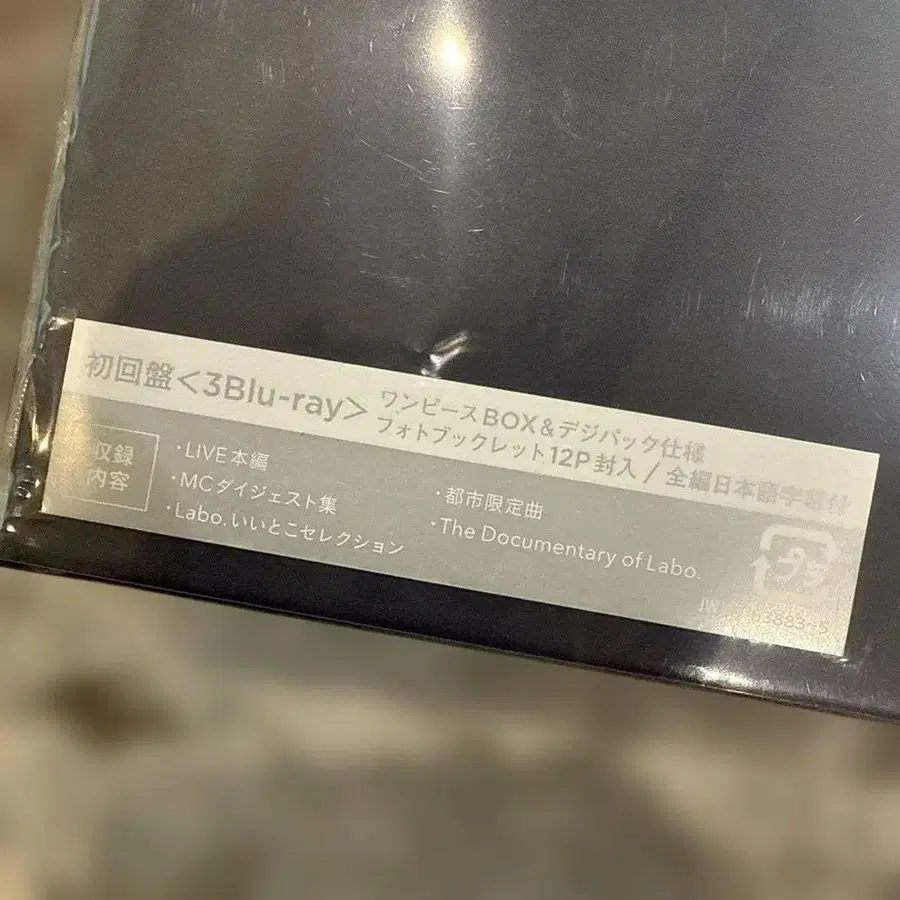 初回盤<3Blu-ray>
ワンピースBOX&デジパック仕様
フォトブックレット12P封入/全編日本語字幕付
収録
内容
・LIVE本編
・MCダイジェスト集
・Labo.いいとこセレクション
・都市限定曲
・The Documentary of Labo.
プラ